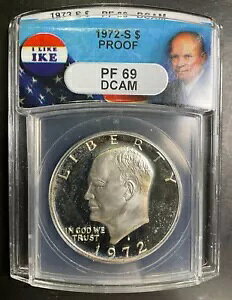 1972-S $ PF 69 DCAM
I LIKE
IKE
1972-S $
PROOF
PF 69
DCAM
LIBERTY
IN GOD WE
TRUST
1972